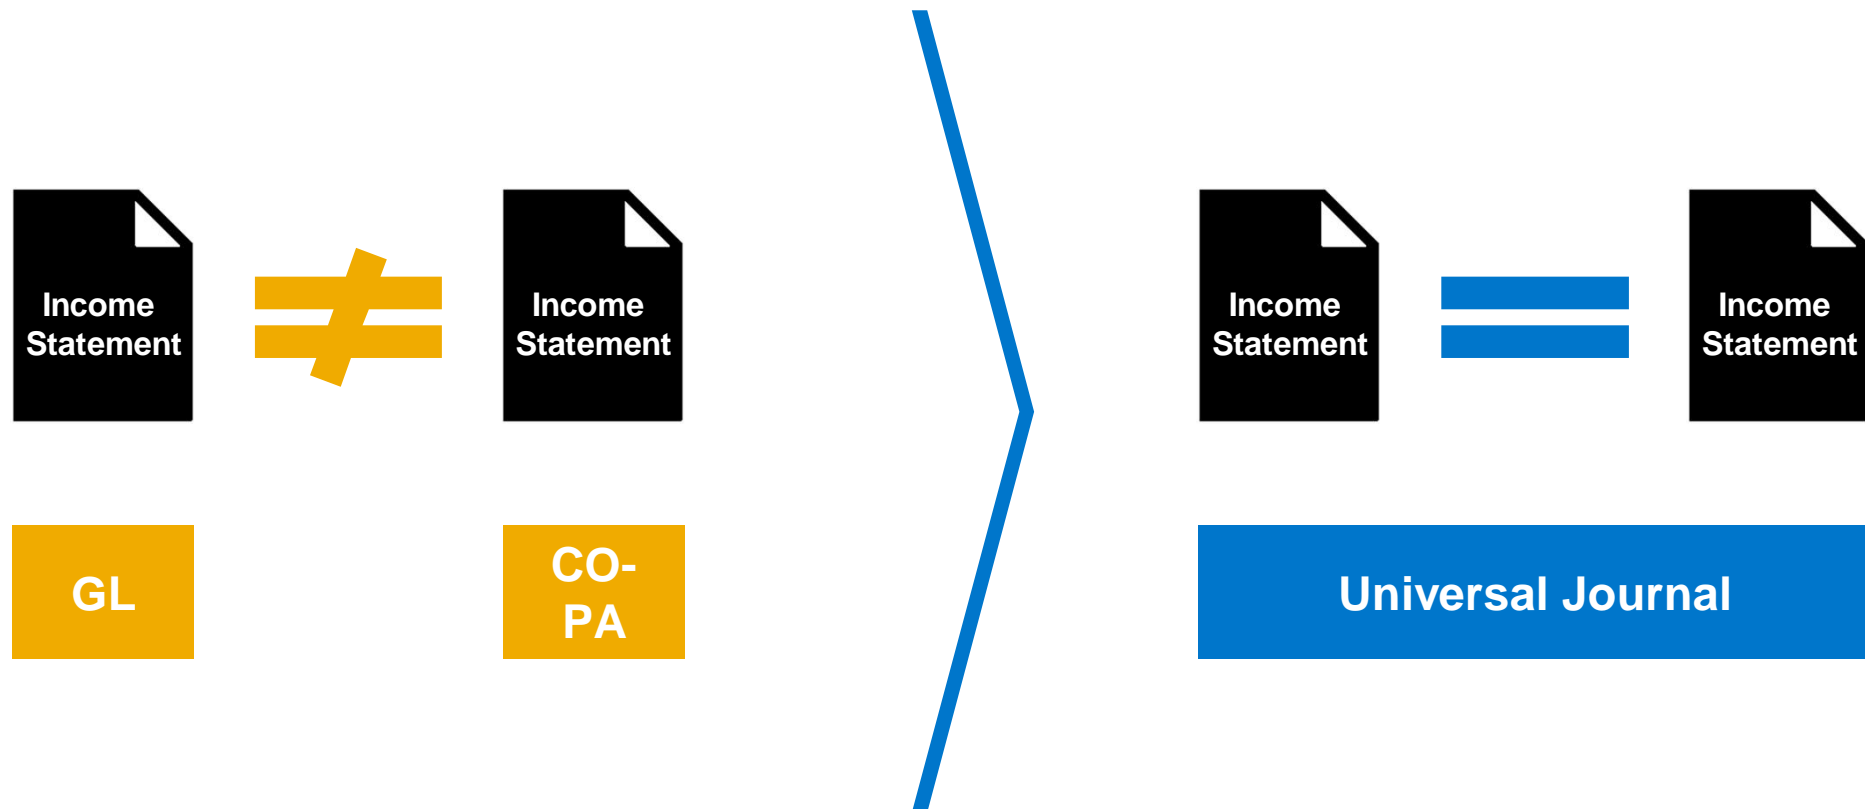 Income
Statement
Income
Statement
Income
Statement
Income
Statement
GL
CO-
PA
Universal Journal